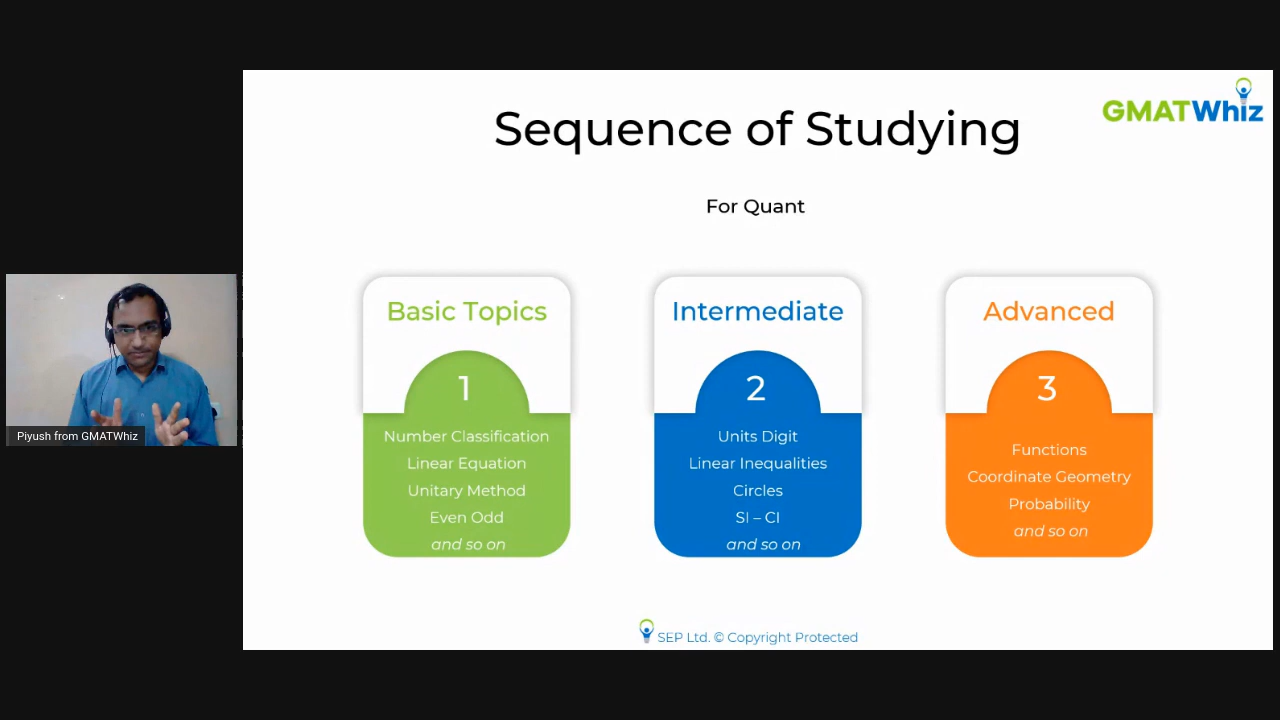 GMATWhiz
Sequence of Studying
For Quant
Basic Topics
1
Number Classification
Linear Equation
Unitary Method
Even Odd
and so on
Intermediate
2
Units Digit
Linear Inequalities
Circles
SI – CI
and so on
Advanced
3
Functions
Coordinate Geometry
Probability
and so on
Piyush from GMATWhiz
SEP Ltd. © Copyright Protected